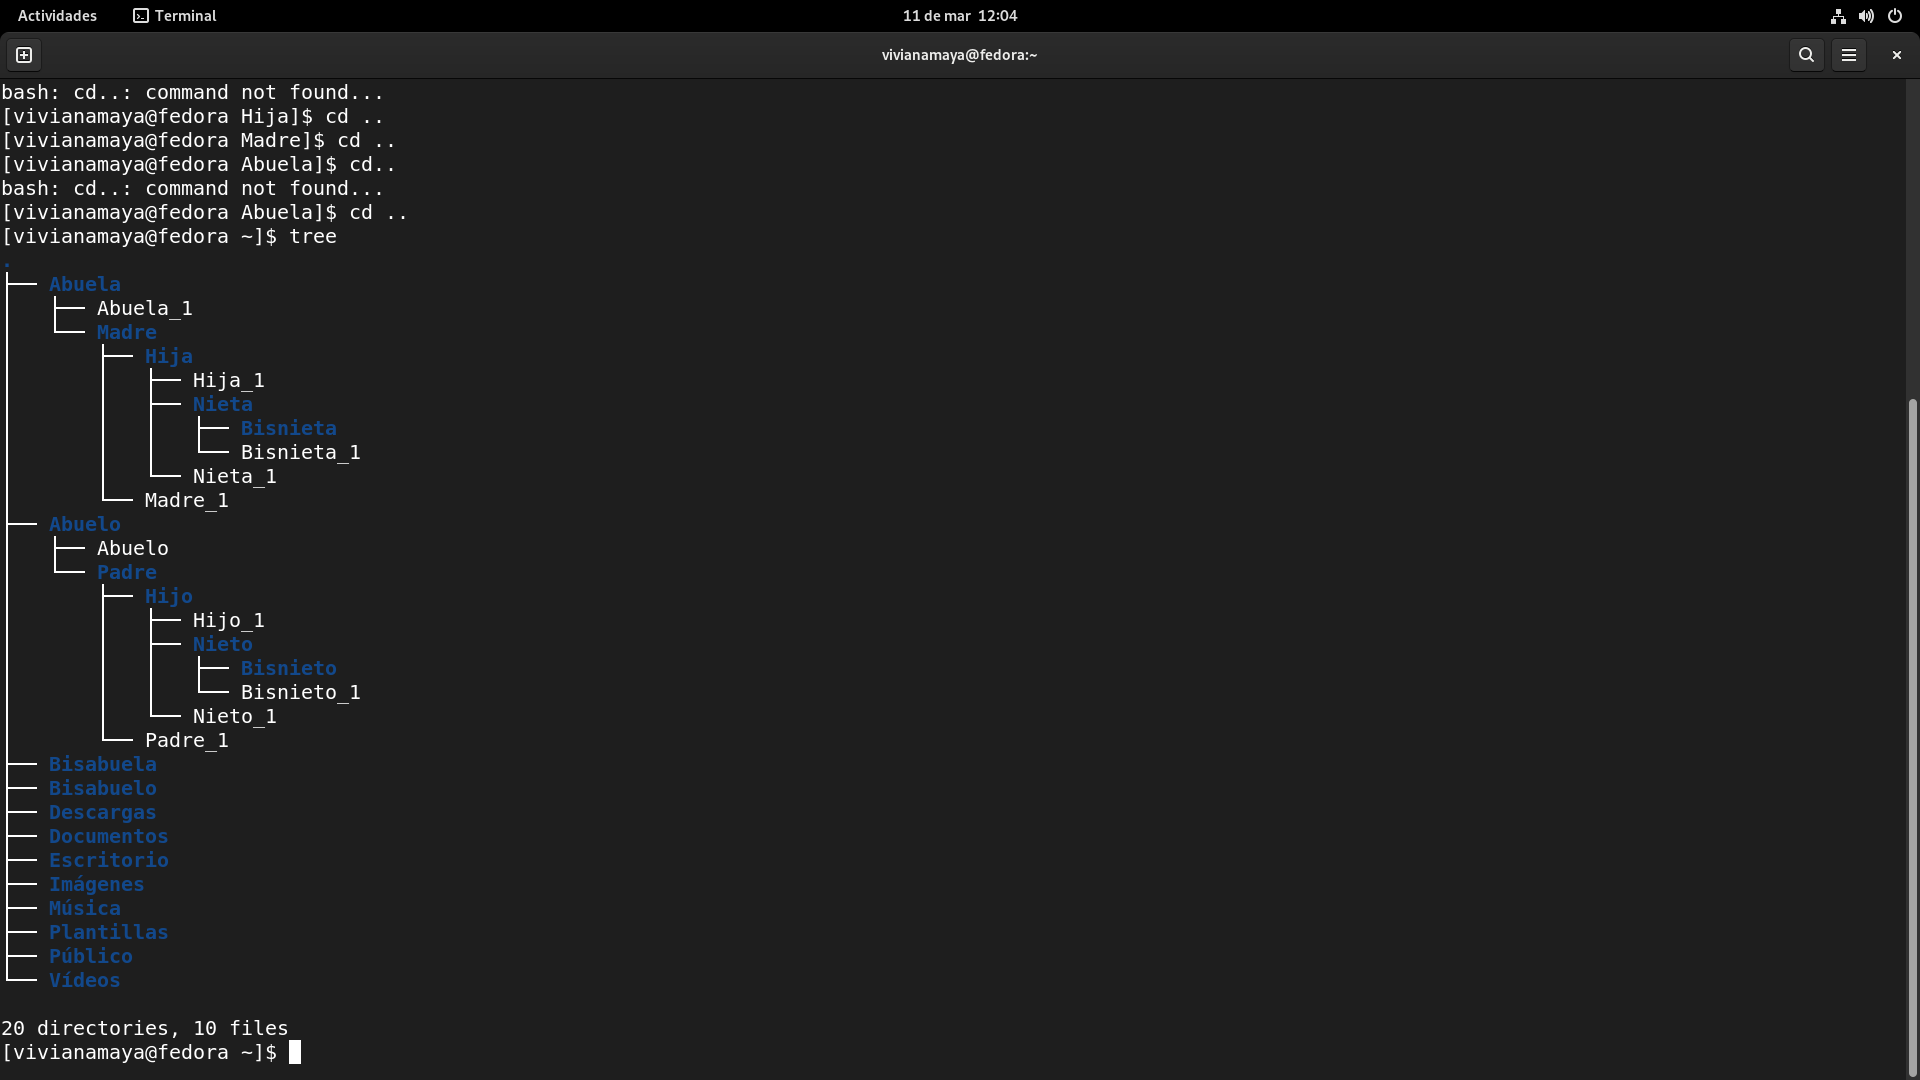 Actividades Terminal 11 de mar 12:04
vivianamaya@fedora:~
bash: cd..: command not found...
[vivianamaya@fedora Hija]$ cd ..
[vivianamaya@fedora Madre]$ cd ..
[vivianamaya@fedora Abuela]$ cd..
bash: cd..: command not found...
[vivianamaya@fedora Abuela]$ cd ..
[vivianamaya@fedora ~]$ tree
.
├── Abuela
│   ├── Abuela_1
│   └── Madre
│       ├── Hija
│       │   ├── Hija_1
│       │   ├── Nieta
│       │   │   ├── Bisnieta
│       │   │   └── Bisnieta_1
│       │   └── Nieta_1
│       └── Madre_1
├── Abuelo
│   ├── Abuelo
│   └── Padre
│       ├── Hijo
│       │   ├── Hijo_1
│       │   ├── Nieto
│       │   │   ├── Bisnieto
│       │   │   └── Bisnieto_1
│       │   └── Nieto_1
│       └── Padre_1
├── Bisabuela
├── Bisabuelo
├── Descargas
├── Documentos
├── Escritorio
├── Imágenes
├── Música
├── Plantillas
├── Público
└── Vídeos
20 directories, 10 files
[vivianamaya@fedora ~]$